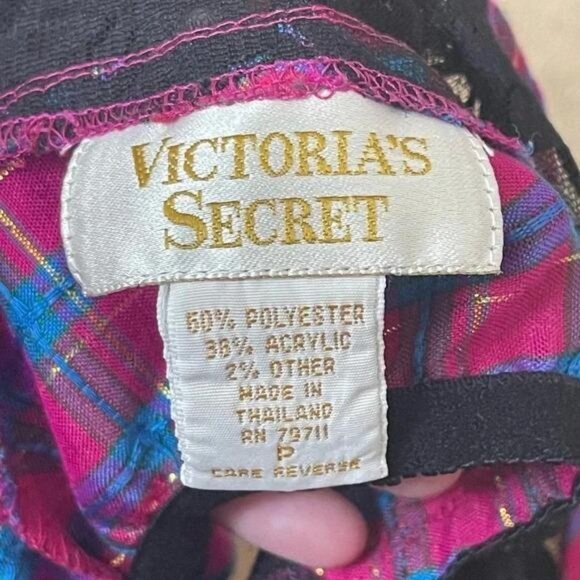 VICTORIA'S
SECRET
60% POLYESTER
38% ACRYLIC
2% OTHER
MADE IN
THAILAND
RN 79711
P
CARE REVERSE